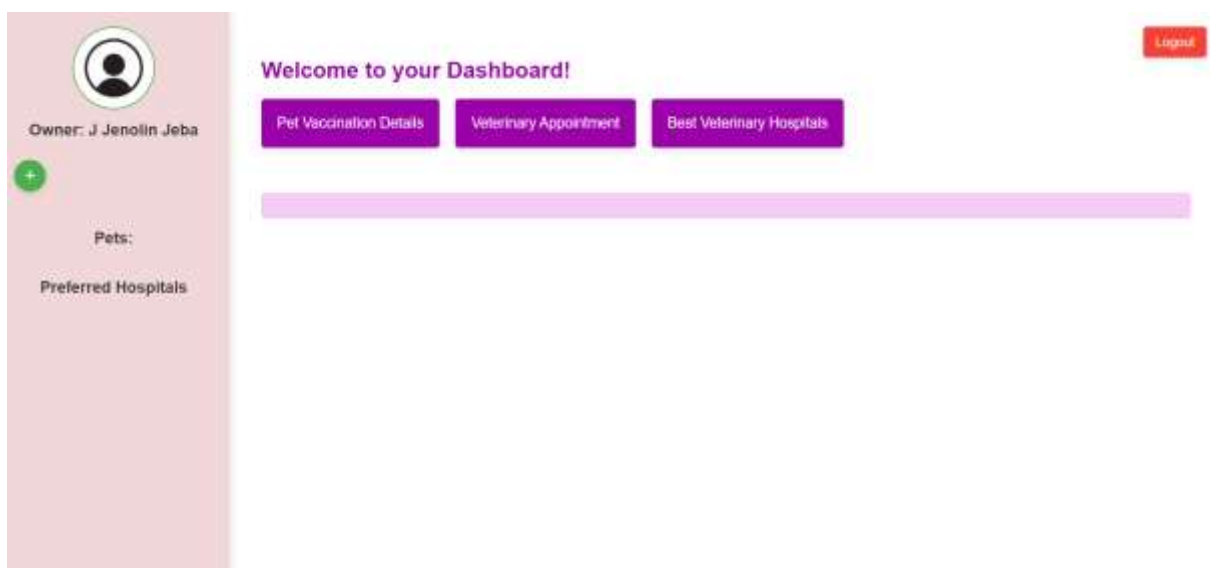 Logout
Welcome to your Dashboard!
Owner: J Jenolin Jeba
Pet Vaccination Details
Veterinary Appointment
Best Veterinary Hospitals
+
Pets:
Preferred Hospitals